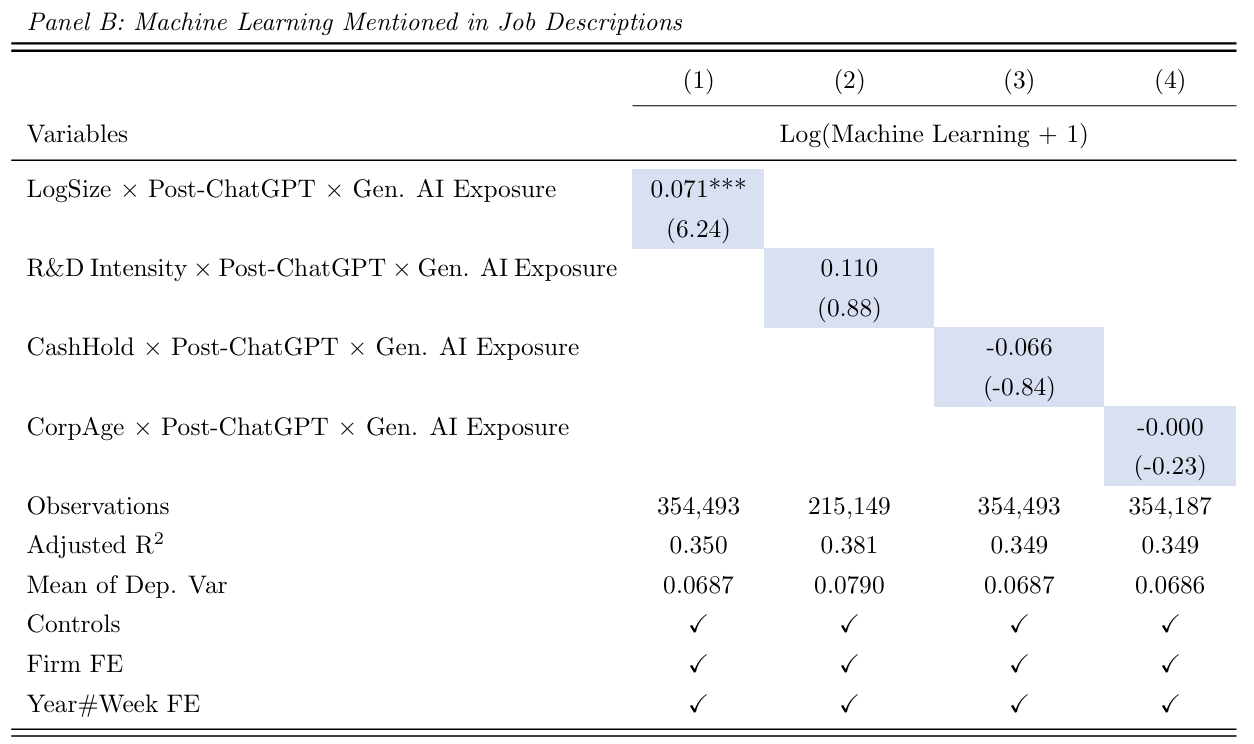 Panel B: Machine Learning Mentioned in Job Descriptions
(1) (2) (3) (4)
Variables Log(Machine Learning + 1)
LogSize × Post-ChatGPT × Gen. AI Exposure 0.071***
(6.24)
R&D Intensity × Post-ChatGPT × Gen. AI Exposure 0.110
(0.88)
CashHold × Post-ChatGPT × Gen. AI Exposure -0.066
(-0.84)
CorpAge × Post-ChatGPT × Gen. AI Exposure -0.000
(-0.23)
Observations 354,493 215,149 354,493 354,187
Adjusted R² 0.350 0.381 0.349 0.349
Mean of Dep. Var 0.0687 0.0790 0.0687 0.0686
Controls ✓ ✓ ✓ ✓
Firm FE ✓ ✓ ✓ ✓
Year#Week FE ✓ ✓ ✓ ✓